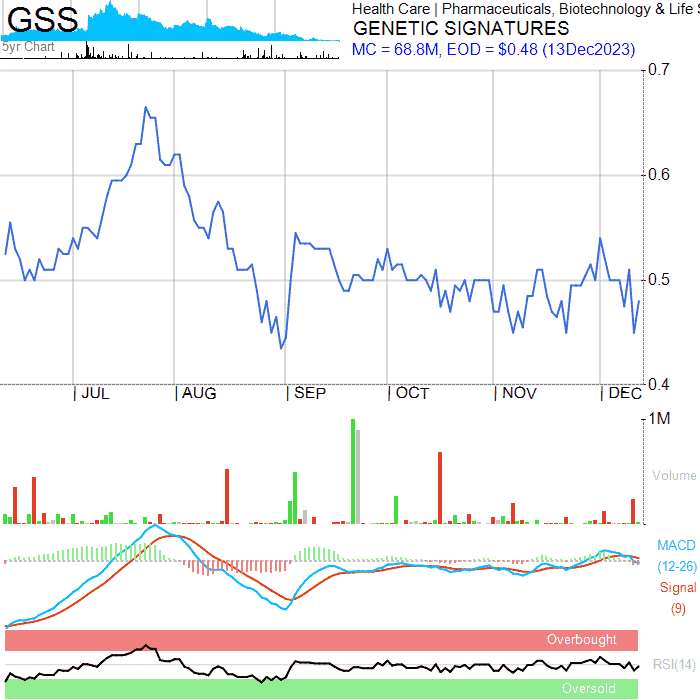 GSS
5yr Chart
Health Care | Pharmaceuticals, Biotechnology & Life S
GENETIC SIGNATURES
MC = 68.8M, EOD = $0.48 (13Dec2023)
0.7
0.6
0.5
0.4
JUL AUG SEP OCT NOV DEC
1M
Volume
MACD
(12-26)
Signal
(9)
Overbought
RSI(14)
Oversold